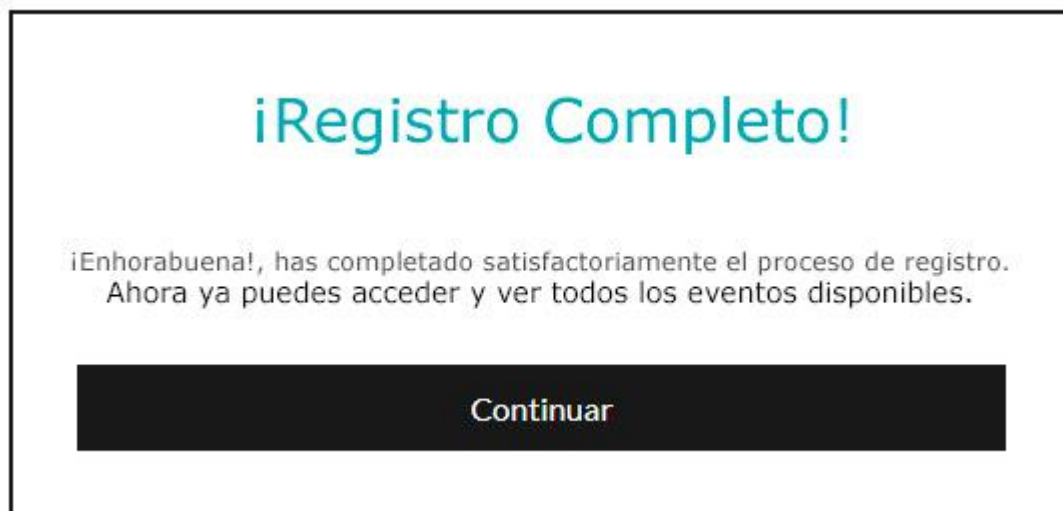 ¡Registro Completo!
¡Enhorabuena!, has completado satisfactoriamente el proceso de registro.
Ahora ya puedes acceder y ver todos los eventos disponibles.
Continuar